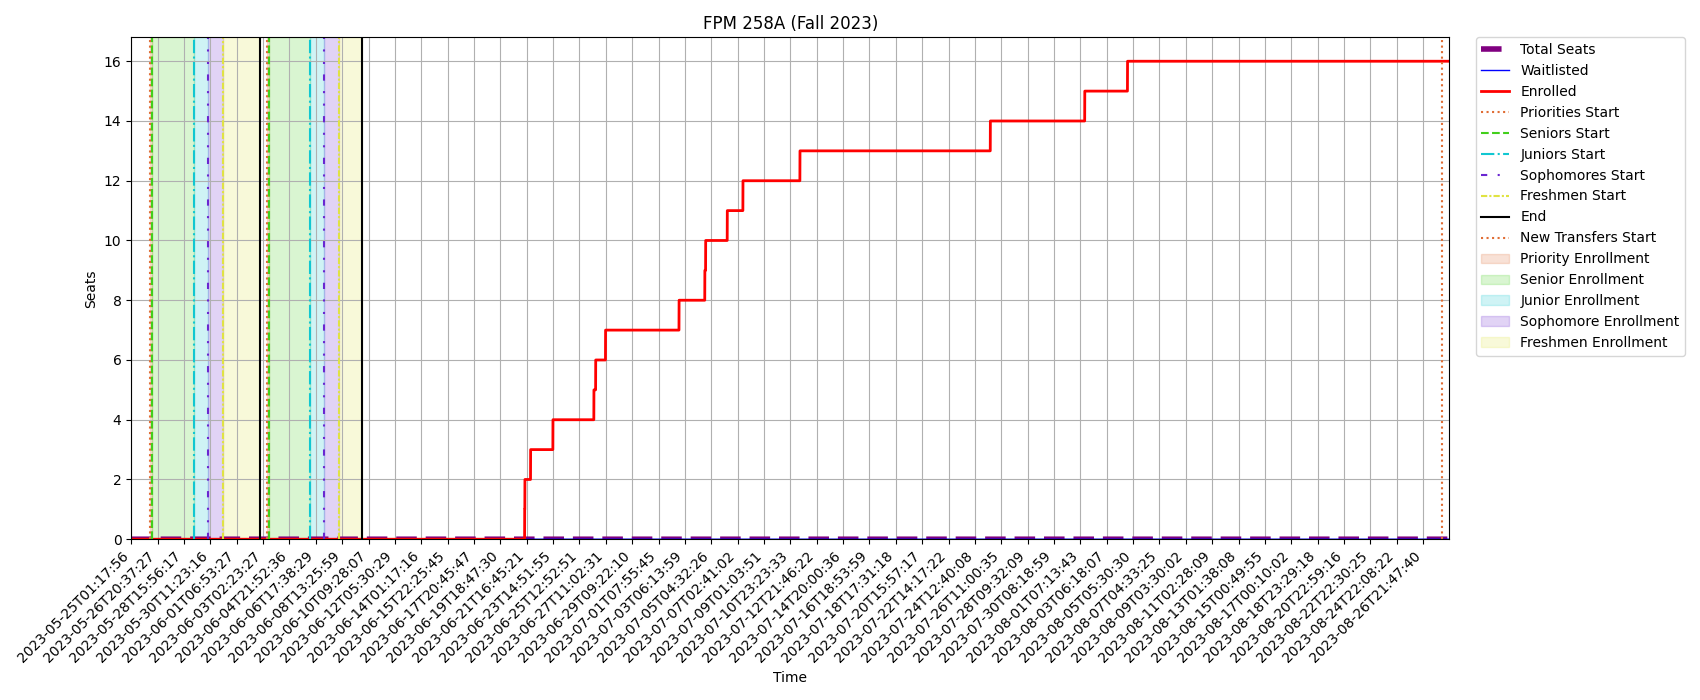 FPM 258A (Fall 2023)
Seats
16
14
12
10
8
6
4
2
0
2023-05-25T01:17:56
2023-05-26T20:37:27
2023-05-28T15:56:17
2023-05-30T11:23:16
2023-06-01T06:53:27
2023-06-03T02:23:27
2023-06-04T21:52:36
2023-06-06T17:38:29
2023-06-08T13:25:59
2023-06-10T09:28:07
2023-06-12T05:30:29
2023-06-14T01:17:16
2023-06-15T22:25:45
2023-06-17T20:45:47
2023-06-19T18:47:30
2023-06-21T16:45:21
2023-06-23T14:51:55
2023-06-25T12:52:51
2023-06-27T11:02:31
2023-06-29T09:22:10
2023-07-01T07:55:45
2023-07-03T06:13:59
2023-07-05T04:32:26
2023-07-07T02:41:02
2023-07-09T01:03:51
2023-07-10T23:23:33
2023-07-12T21:46:22
2023-07-14T20:00:36
2023-07-16T18:53:59
2023-07-18T17:31:18
2023-07-20T15:57:17
2023-07-22T14:17:22
2023-07-24T12:40:08
2023-07-26T11:00:35
2023-07-28T09:32:09
2023-07-30T08:18:59
2023-08-01T07:13:43
2023-08-03T06:18:07
2023-08-05T05:30:30
2023-08-07T04:33:25
2023-08-09T03:30:02
2023-08-11T02:28:09
2023-08-13T01:38:08
2023-08-15T00:49:55
2023-08-17T00:10:02
2023-08-18T23:29:18
2023-08-20T22:59:16
2023-08-22T22:30:25
2023-08-24T22:08:22
2023-08-26T21:47:40
Time
Total Seats
Waitlisted
Enrolled
Priorities Start
Seniors Start
Juniors Start
Sophomores Start
Freshmen Start
End
New Transfers Start
Priority Enrollment
Senior Enrollment
Junior Enrollment
Sophomore Enrollment
Freshmen Enrollment